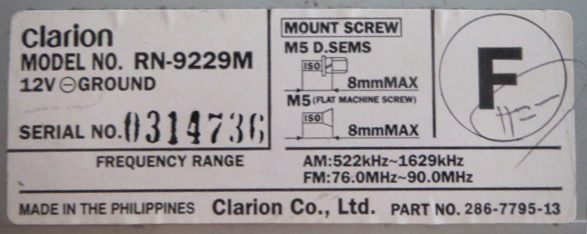 Clarion
MODEL NO. RN-9229M
12V ⊖ GROUND
SERIAL NO. 0314736
MOUNT SCREW
M5 D.SEMS
ISO
8mmMAX
M5 (FLAT MACHINE SCREW)
ISO
8mmMAX
F
FREQUENCY RANGE
AM:522kHz~1629kHz
FM:76.0MHz~90.0MHz
MADE IN THE PHILIPPINES Clarion Co., Ltd. PART NO. 286-7795-13